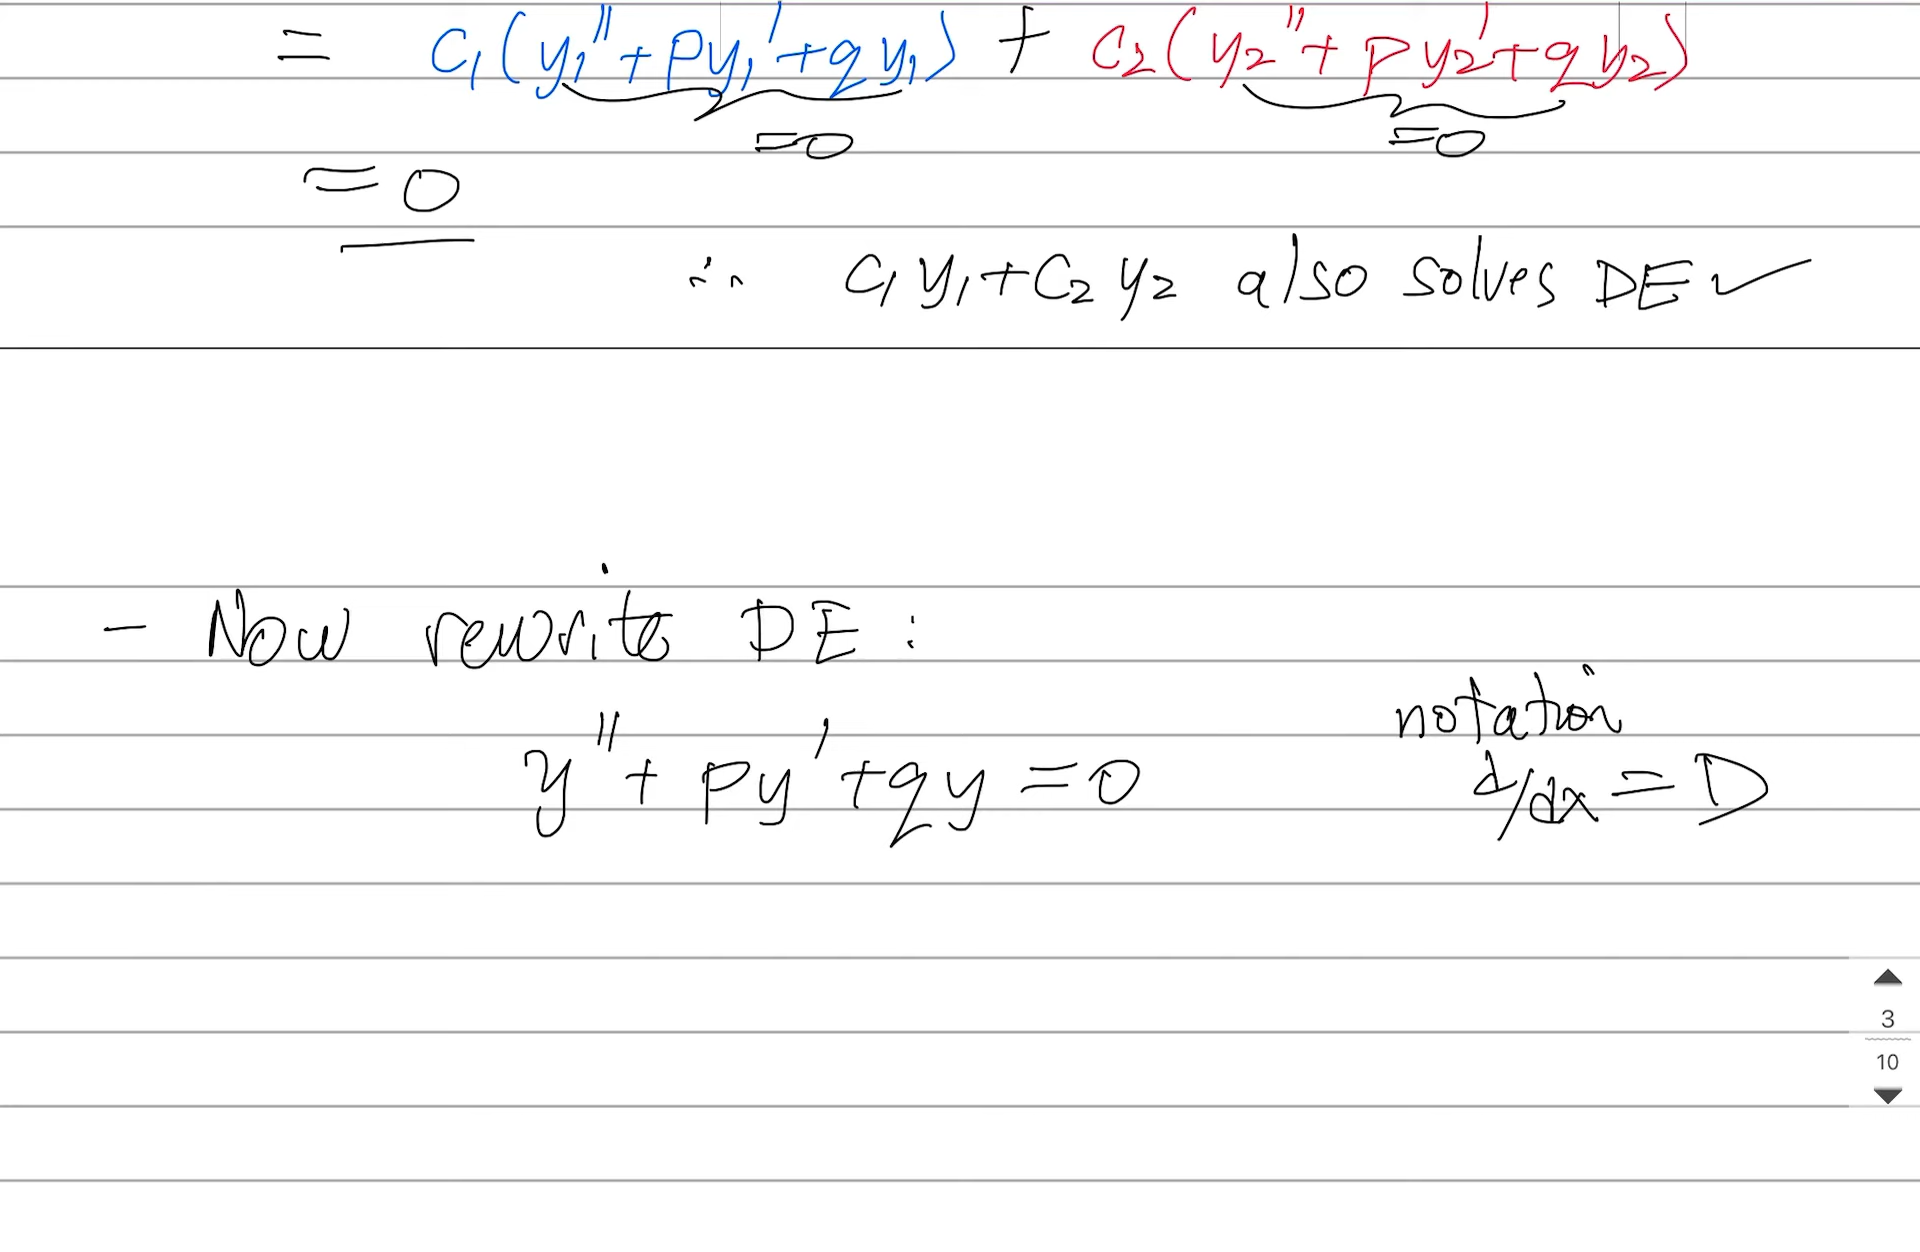 = c₁(y₁''+py₁'+qy₁) + c₂(y₂''+py₂'+qy₂)
=0 =0
=0
∴ c₁y₁+c₂y₂ also solves DE ✓
- Now rewrite DE:
notation
y''+py'+qy=0 d/dx=D
3
10